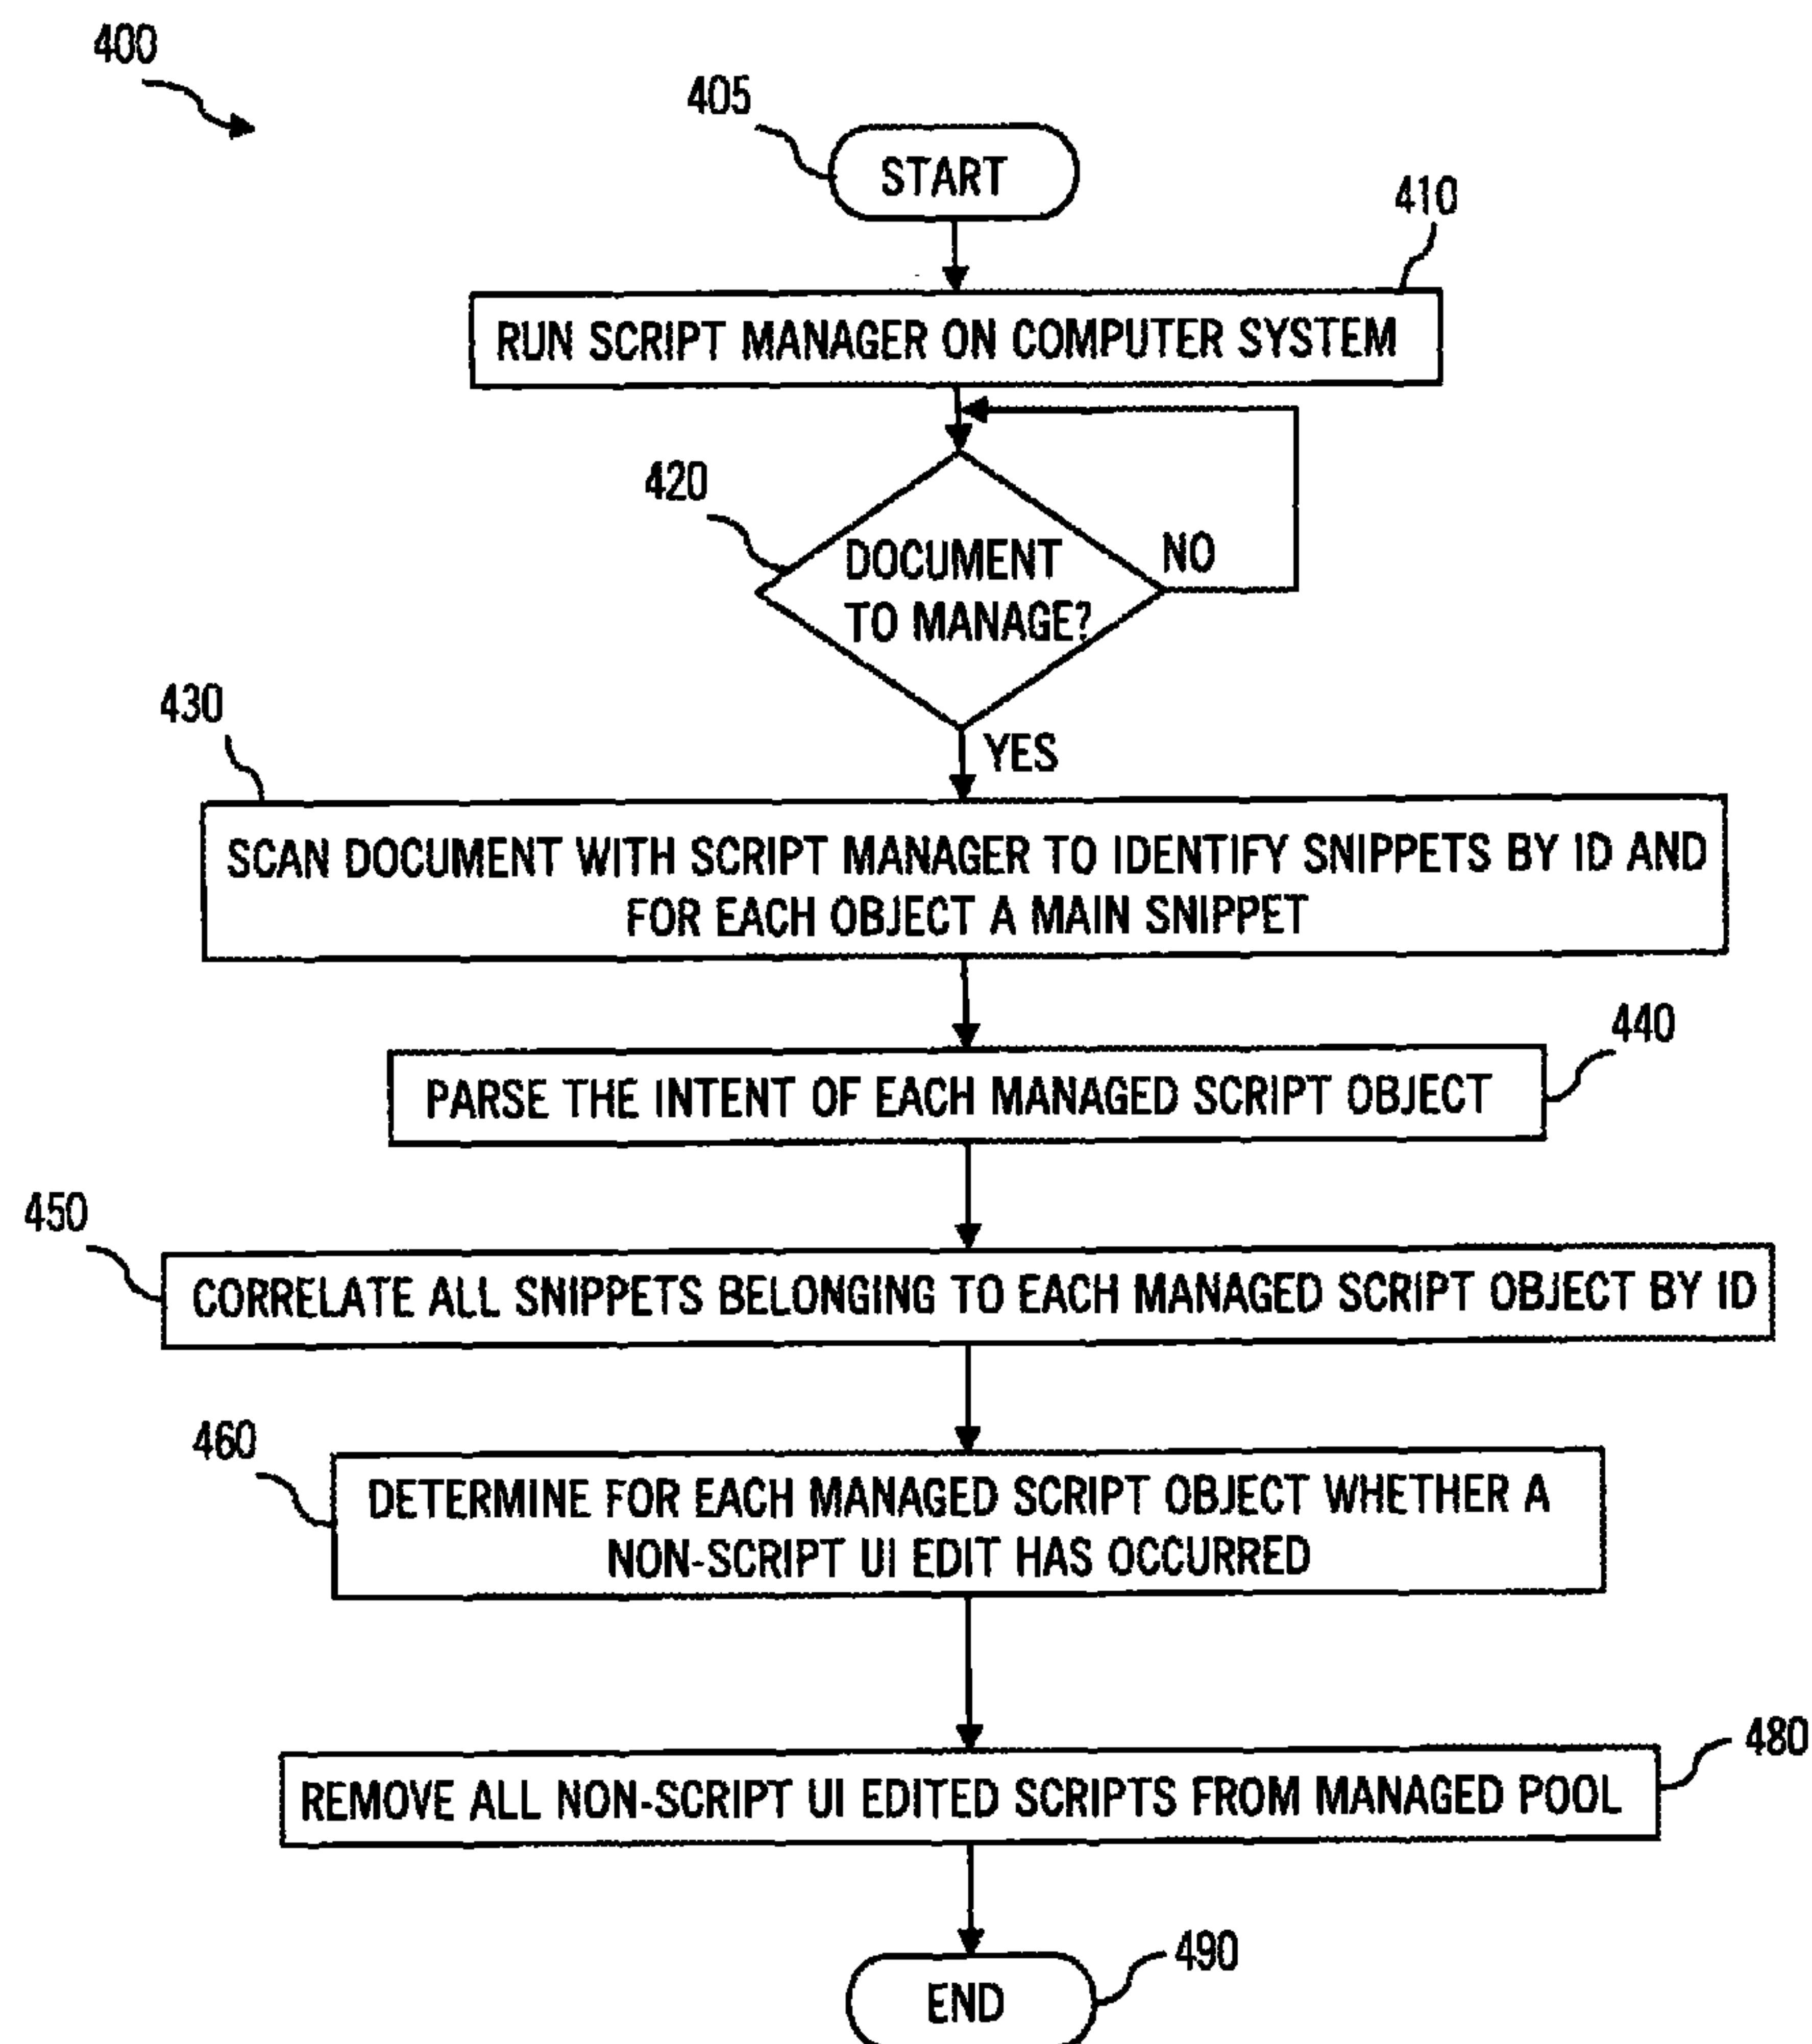 400
405
START
410
RUN SCRIPT MANAGER ON COMPUTER SYSTEM
420
DOCUMENT
TO MANAGE?
NO
YES
430
SCAN DOCUMENT WITH SCRIPT MANAGER TO IDENTIFY SNIPPETS BY ID AND
FOR EACH OBJECT A MAIN SNIPPET
440
PARSE THE INTENT OF EACH MANAGED SCRIPT OBJECT
450
CORRELATE ALL SNIPPETS BELONGING TO EACH MANAGED SCRIPT OBJECT BY ID
460
DETERMINE FOR EACH MANAGED SCRIPT OBJECT WHETHER A
NON-SCRIPT UI EDIT HAS OCCURRED
480
REMOVE ALL NON-SCRIPT UI EDITED SCRIPTS FROM MANAGED POOL
490
END